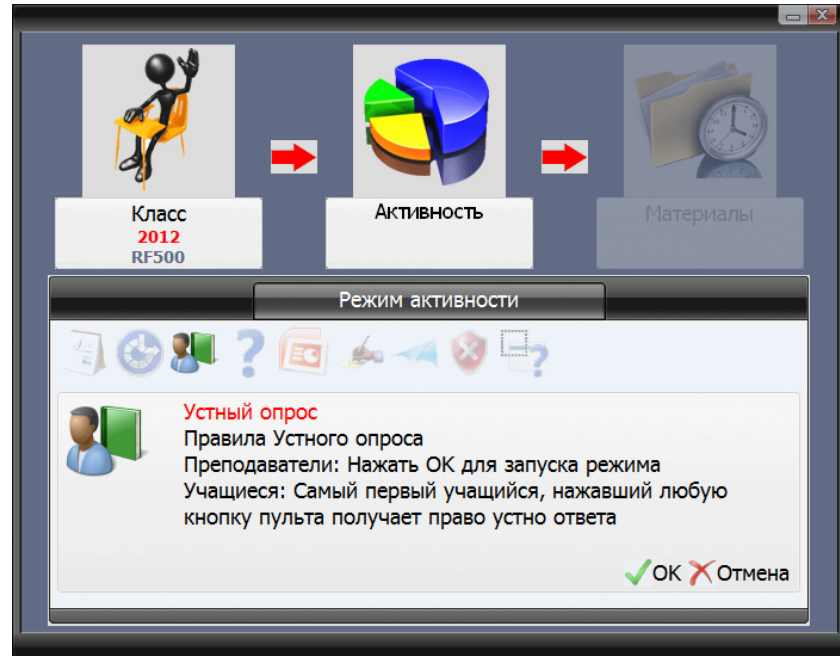 Класс
2012
RF500
Активность
Материалы
Режим активности
Устный опрос
Правила Устного опроса
Преподаватели: Нажать ОК для запуска режима
Учащиеся: Самый первый учащийся, нажавший любую
кнопку пульта получает право устно ответа
ОК Отмена